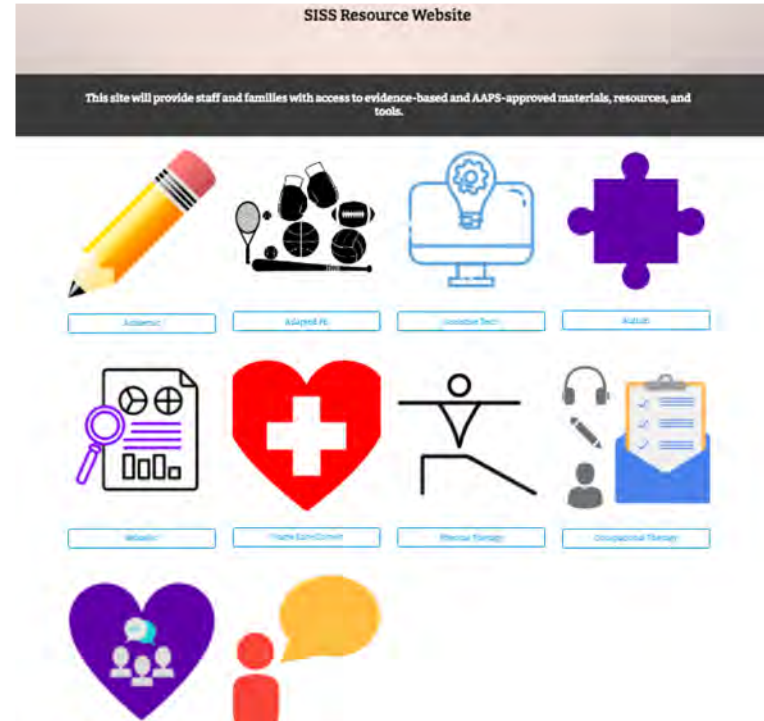 SISS Resource Website
This site will provide staff and families with access to evidence-based and AAPS-approved materials, resources, and
tools.
Academic
Adapted PE
Assistive Tech
Autism
Behavior
Physical Therapy
Occupational Therapy